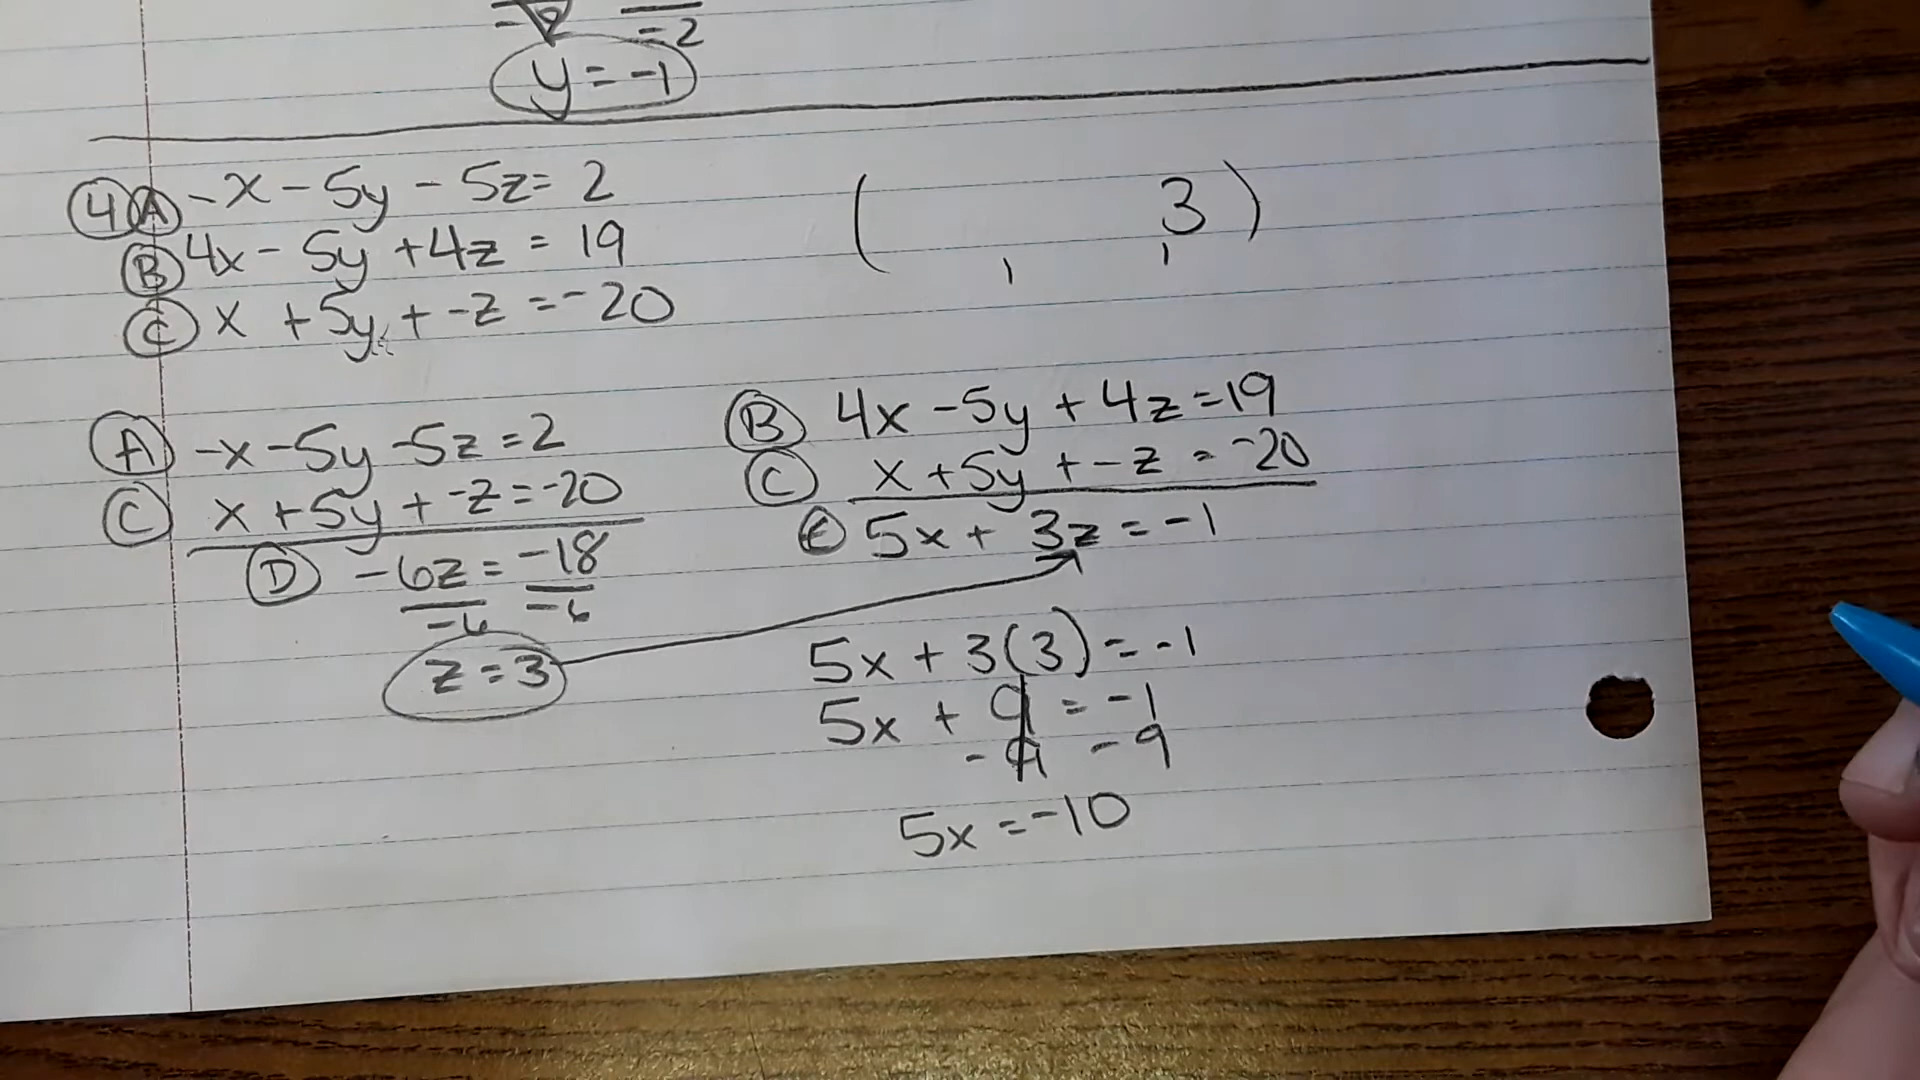 -2 -2
y = -1
4 A -x - 5y - 5z = 2
( , , 3 )
B 4x - 5y + 4z = 19
C x + 5y + -z = -20
A -x - 5y - 5z = 2
C x + 5y + -z = -20
D -6z = -18
-6 -6
z = 3
B 4x - 5y + 4z = 19
C x + 5y + -z = -20
E 5x + 3z = -1
5x + 3(3) = -1
5x + 9 = -1
-9 -9
5x = -10